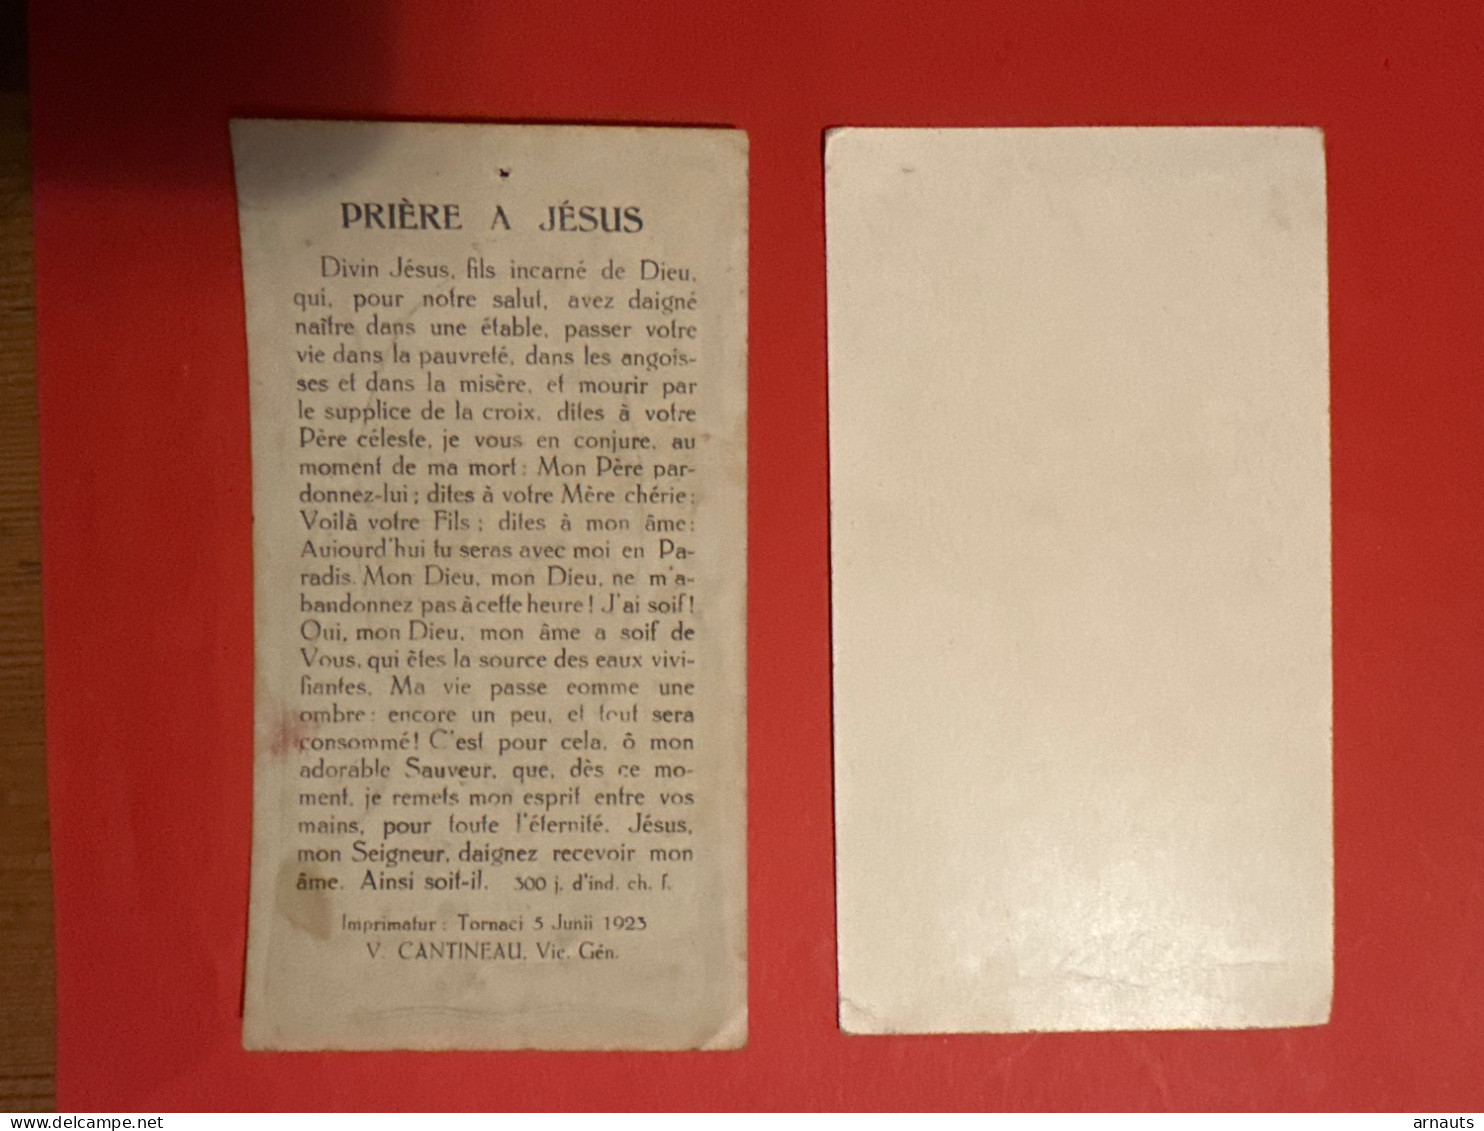 PRIÈRE A JÉSUS
Divin Jésus, fils incarné de Dieu,
qui, pour notre salut, avez daigné
naître dans une étable, passer votre
vie dans la pauvreté, dans les angois-
ses et dans la misère, et mourir par
le supplice de la croix, dites à votre
Père céleste, je vous en conjure, au
moment de ma mort : Mon Père par-
donnez-lui ; dites à votre Mère chérie :
Voilà votre Fils ; dites à mon âme :
Aujourd'hui tu seras avec moi en Pa-
radis. Mon Dieu, mon Dieu, ne m'a-
bandonnez pas à cette heure ! J'ai soif !
Oui, mon Dieu, mon âme a soif de
Vous, qui êtes la source des eaux vivi-
fiantes. Ma vie passe comme une
ombre : encore un peu, et tout sera
consommé ! C'est pour cela, ô mon
adorable Sauveur, que, dès ce mo-
ment, je remets mon esprit entre vos
mains, pour toute l'éternité. Jésus,
mon Seigneur, daignez recevoir mon
âme. Ainsi soit-il. 300 j. d'ind. ch. f.
Imprimatur : Tornaci 5 Junii 1923
V. CANTINEAU, Vic. Gén.
www.delcampe.net
arnauts